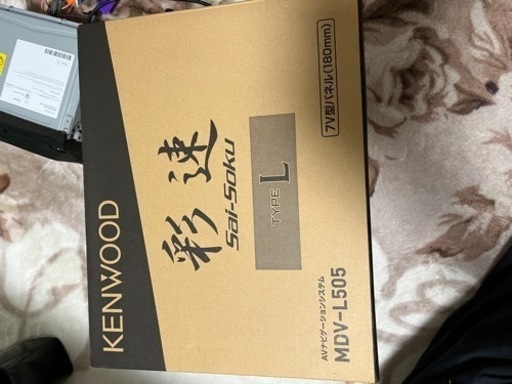 KENWOOD
彩速
Sai-Soku
TYPE L
7V型パネル(180mm)
AVナビゲーションシステム
MDV-L505